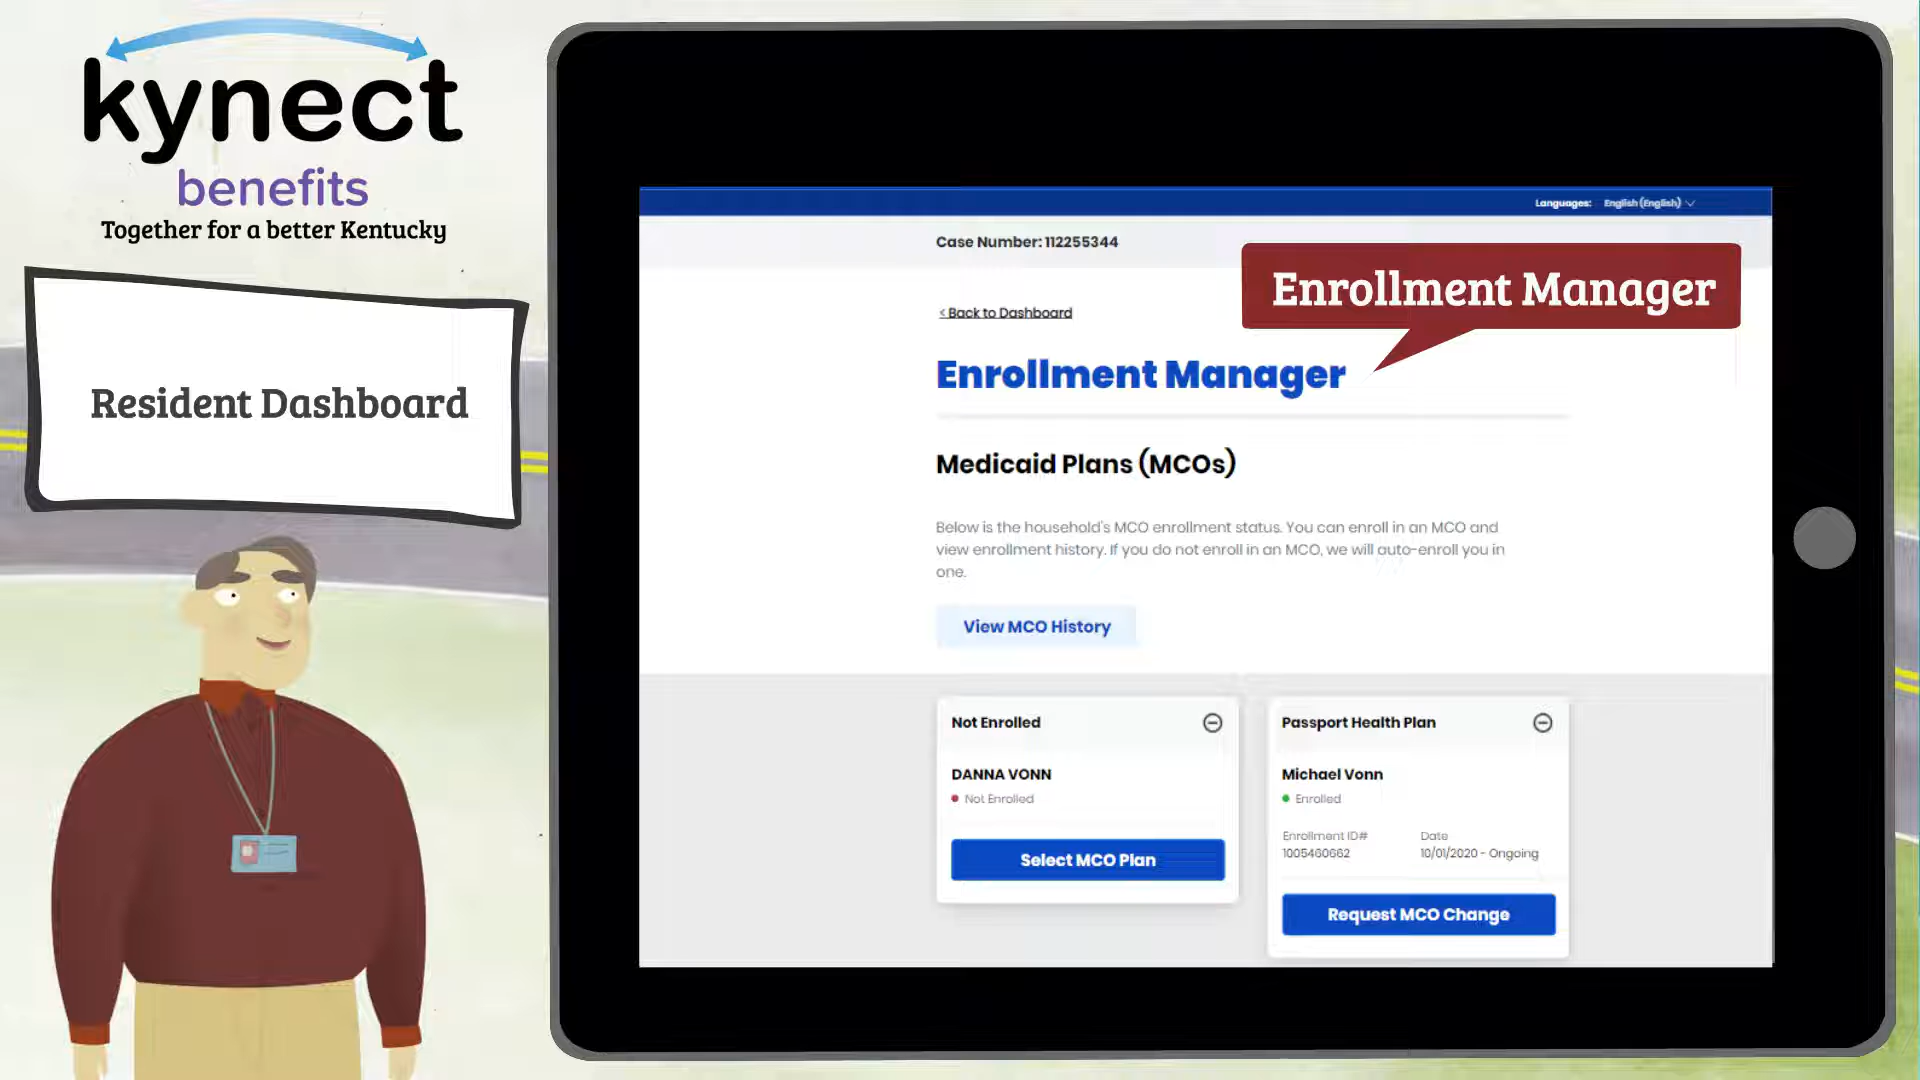 kynect
benefits
Together for a better Kentucky
Resident Dashboard
Languages: English (English)
Case Number: 112255344
Enrollment Manager
< Back to Dashboard
Enrollment Manager
Medicaid Plans (MCOs)
Below is the household's MCO enrollment status. You can enroll in an MCO and
view enrollment history. If you do not enroll in an MCO, we will auto-enroll you in
one.
View MCO History
Not Enrolled
DANNA VONN
Not Enrolled
Select MCO Plan
Passport Health Plan
Michael Vonn
Enrolled
Enrollment ID# Date
1005460662 10/01/2020 - Ongoing
Request MCO Change